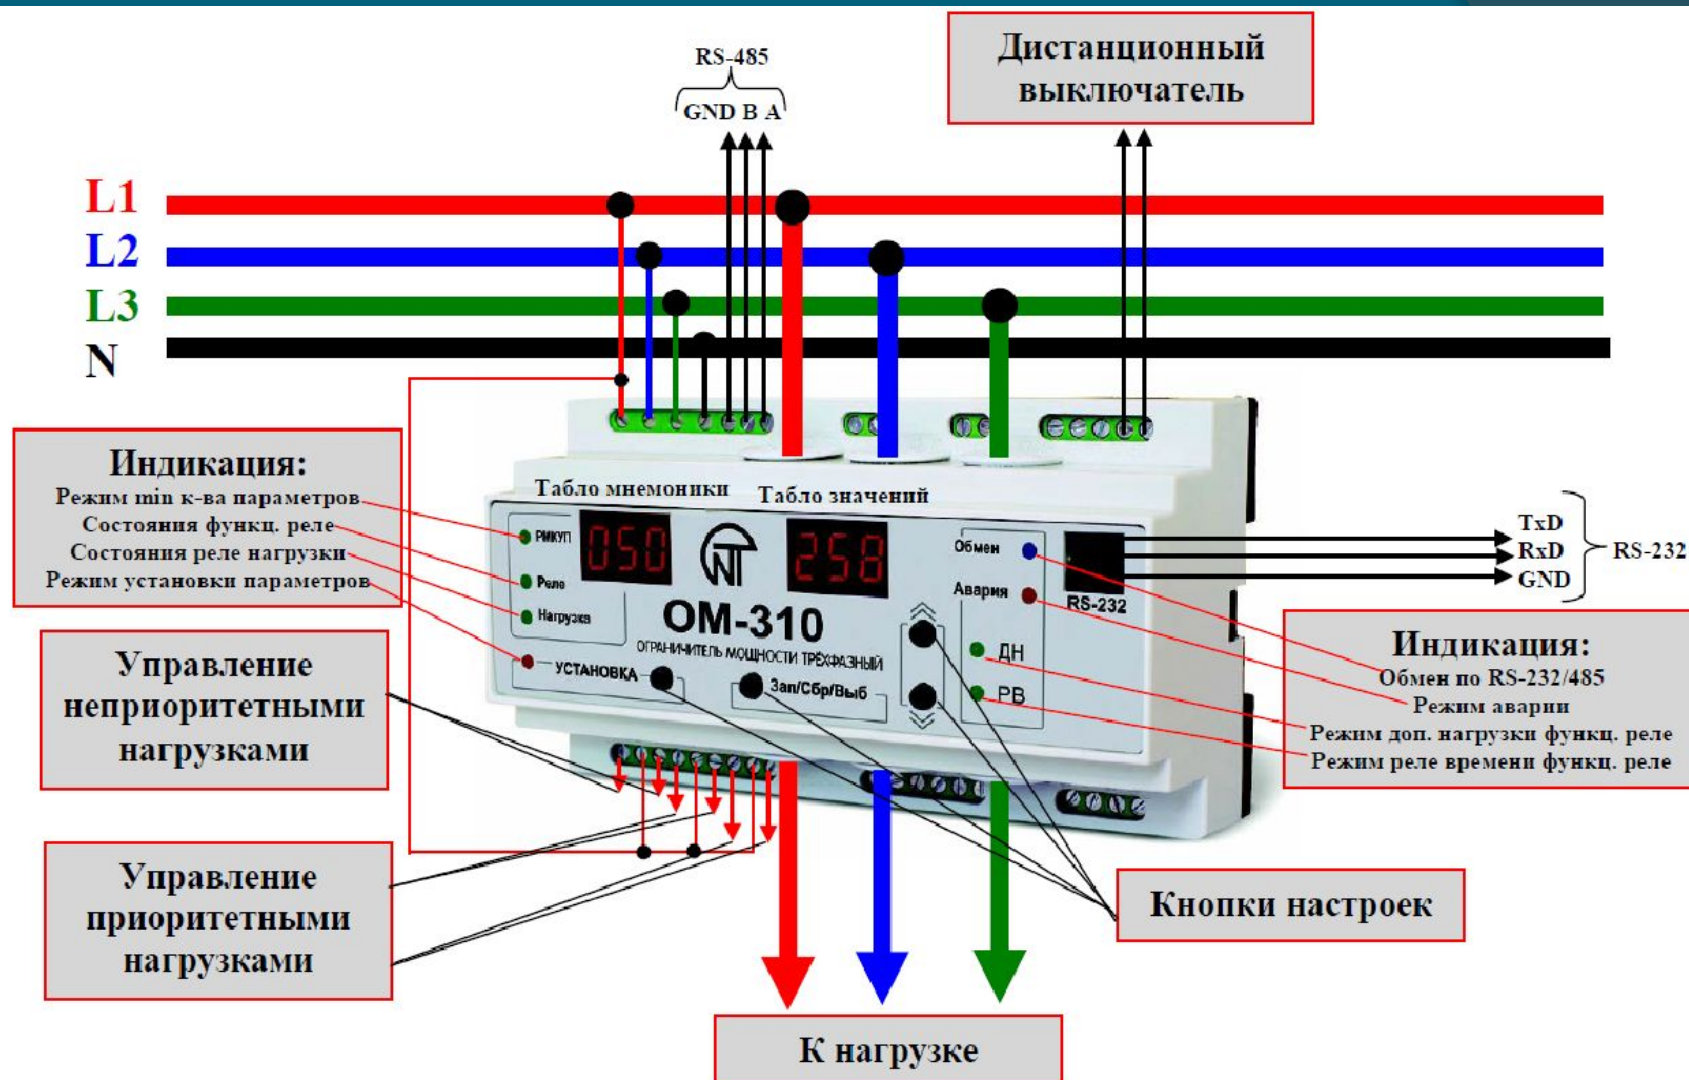 RS-485
GND B A
Дистанционный
выключатель
L1
L2
L3
N
Индикация:
Режим min к-ва параметров
Состояния функц. реле
Состояния реле нагрузки
Режим установки параметров
Табло мнемоники
Табло значений
РМКУП
050
NT
258
Обмен
Реле
Авария
RS-232
Нагрузка
ОМ-310
ОГРАНИЧИТЕЛЬ МОЩНОСТИ ТРЁХФАЗНЫЙ
УСТАНОВКА
Зап/Сбр/Выб
ДН
РВ
TxD
RxD
GND
RS-232
Управление
неприоритетными
нагрузками
Индикация:
Обмен по RS-232/485
Режим аварии
Режим доп. нагрузки функц. реле
Режим реле времени функц. реле
Управление
приоритетными
нагрузками
Кнопки настроек
К нагрузке